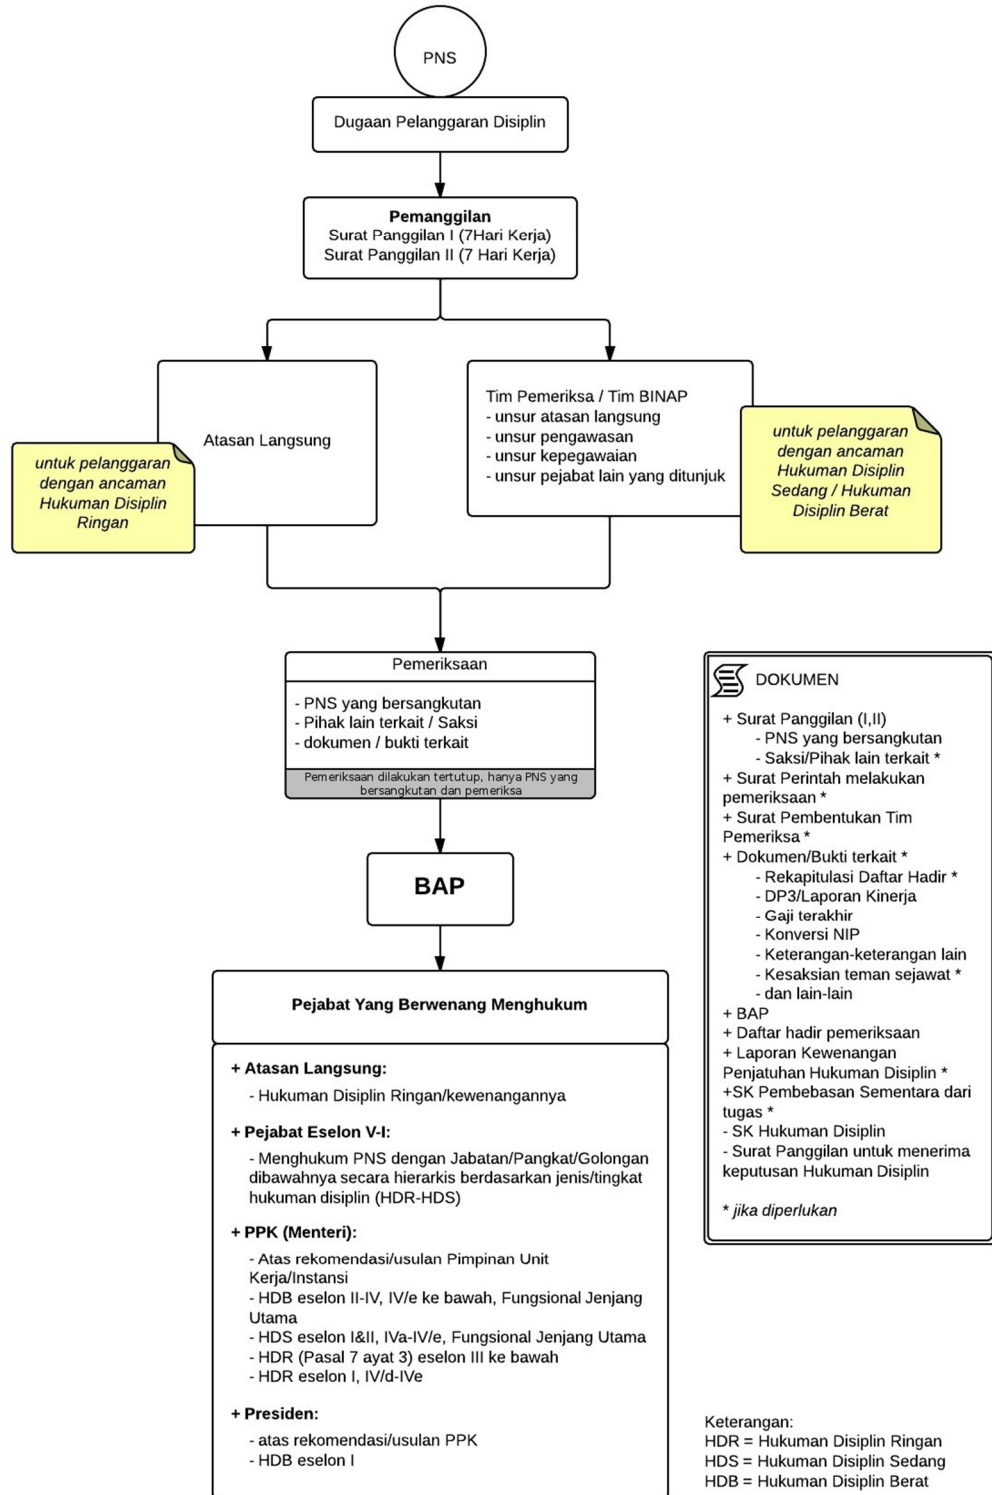 PNS
Dugaan Pelanggaran Disiplin
Pemanggilan
Surat Panggilan I (7Hari Kerja)
Surat Panggilan II (7 Hari Kerja)
Atasan Langsung
untuk pelanggaran
dengan ancaman
Hukuman Disiplin
Ringan
Tim Pemeriksa / Tim BINAP
- unsur atasan langsung
- unsur pengawasan
- unsur kepegawaian
- unsur pejabat lain yang ditunjuk
untuk pelanggaran
dengan ancaman
Hukuman Disiplin
Sedang / Hukuman
Disiplin Berat
Pemeriksaan
- PNS yang bersangkutan
- Pihak lain terkait / Saksi
- dokumen / bukti terkait
Pemeriksaan dilakukan tertutup, hanya PNS yang
bersangkutan dan pemeriksa
BAP
Pejabat Yang Berwenang Menghukum
+ Atasan Langsung:
- Hukuman Disiplin Ringan/kewenangannya
+ Pejabat Eselon V-I:
- Menghukum PNS dengan Jabatan/Pangkat/Golongan
dibawahnya secara hierarkis berdasarkan jenis/tingkat
hukuman disiplin (HDR-HDS)
+ PPK (Menteri):
- Atas rekomendasi/usulan Pimpinan Unit
Kerja/Instansi
- HDB eselon II-IV, IV/e ke bawah, Fungsional Jenjang
Utama
- HDS eselon I&II, IVa-IV/e, Fungsional Jenjang Utama
- HDR (Pasal 7 ayat 3) eselon III ke bawah
- HDR eselon I, IV/d-IVe
+ Presiden:
- atas rekomendasi/usulan PPK
- HDB eselon I
DOKUMEN
+ Surat Panggilan (I,II)
- PNS yang bersangkutan
- Saksi/Pihak lain terkait *
+ Surat Perintah melakukan
pemeriksaan *
+ Surat Pembentukan Tim
Pemeriksa *
+ Dokumen/Bukti terkait *
- Rekapitulasi Daftar Hadir *
- DP3/Laporan Kinerja
- Gaji terakhir
- Konversi NIP
- Keterangan-keterangan lain
- Kesaksian teman sejawat *
- dan lain-lain
+ BAP
+ Daftar hadir pemeriksaan
+ Laporan Kewenangan
Penjatuhan Hukuman Disiplin *
+SK Pembebasan Sementara dari
tugas *
- SK Hukuman Disiplin
- Surat Panggilan untuk menerima
keputusan Hukuman Disiplin
* jika diperlukan
Keterangan:
HDR = Hukuman Disiplin Ringan
HDS = Hukuman Disiplin Sedang
HDB = Hukuman Disiplin Berat